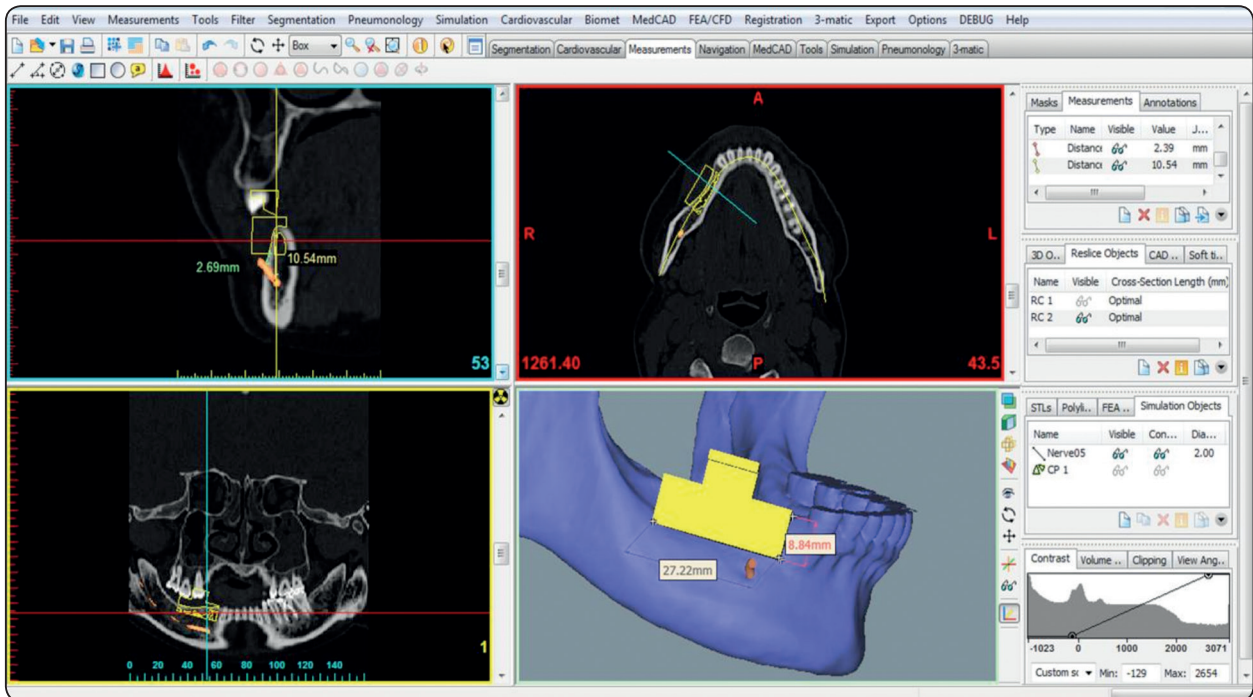 File Edit View Measurements Tools Filter Segmentation Pneumonology Simulation Cardiovascular Biomet MedCAD FEA/CFD Registration 3-matic Export Options DEBUG Help
Box Segmentation Cardiovascular Measurements Navigation MedCAD Tools Simulation Pneumonology 3-matic
2.69mm
10.54mm
53
A
R
L
P
1261.40
43.5
0 20 40 60 80 100 120 140
1
27.22mm
8.84mm
Masks Measurements Annotations
Type Name Visible Value J...
Distanc 2.39 mm
Distanc 10.54 mm
3D O.. Reslice Objects CAD .. Soft ti..
Name Visible Cross-Section Length (mm)
RC 1 Optimal
RC 2 Optimal
STLs Polyli.. FEA .. Simulation Objects
Name Visible Con... Dia...
Nerve05 2.00
CP 1
Contrast Volume .. Clipping View Ang..
-1023 0 1000 2000 3071
Custom sc Min: -129 Max: 2654